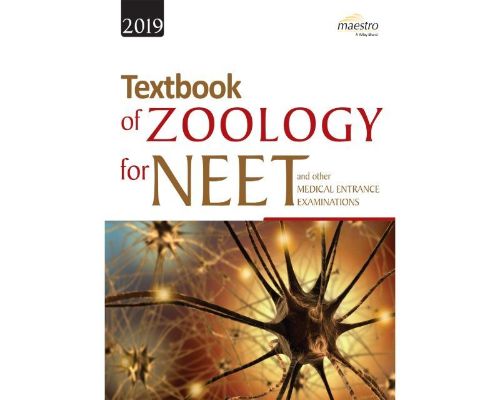 2019
maestro
A Wiley Brand
Textbook
of ZOOLOGY
for NEET
and other
MEDICAL ENTRANCE
EXAMINATIONS